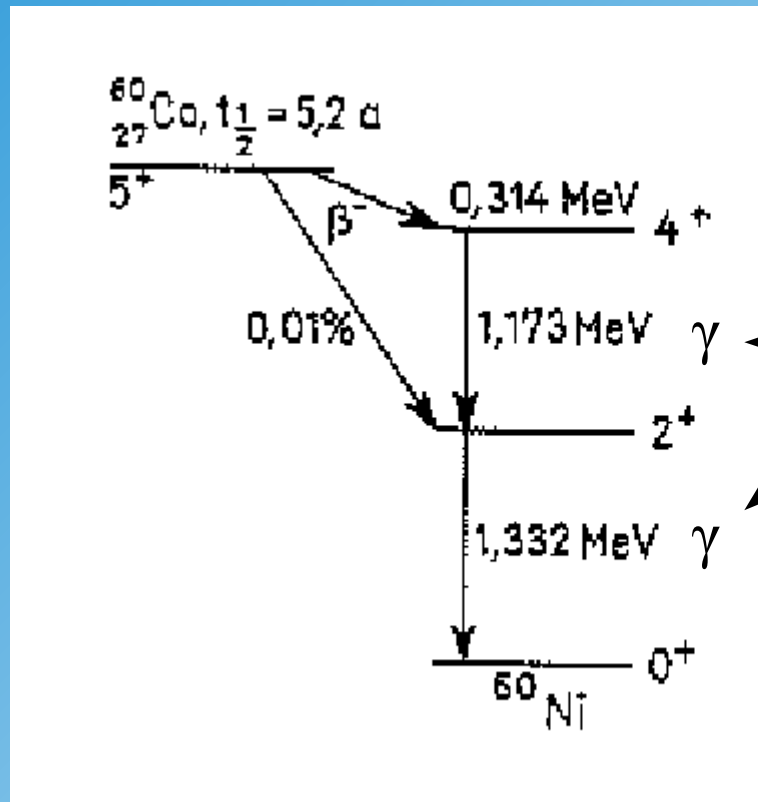 ⁶⁰₂₇Co, t½ = 5,2 a
5⁺
β⁻
0,314 MeV 4⁺
0,01%
1,173 MeV γ
2⁺
1,332 MeV γ
0⁺
⁶⁰Ni